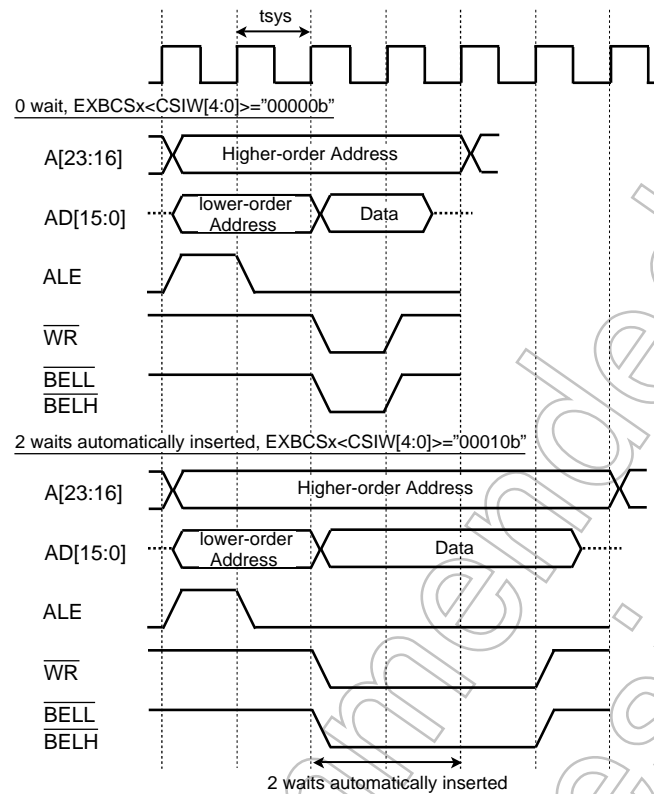 tsys
0 wait, EXBCSx<CSIW[4:0]>="00000b"
A[23:16]
Higher-order Address
AD[15:0]
lower-order
Address
Data
ALE
WR
BELL
BELH
2 waits automatically inserted, EXBCSx<CSIW[4:0]>="00010b"
A[23:16]
Higher-order Address
AD[15:0]
lower-order
Address
Data
ALE
WR
BELL
BELH
2 waits automatically inserted